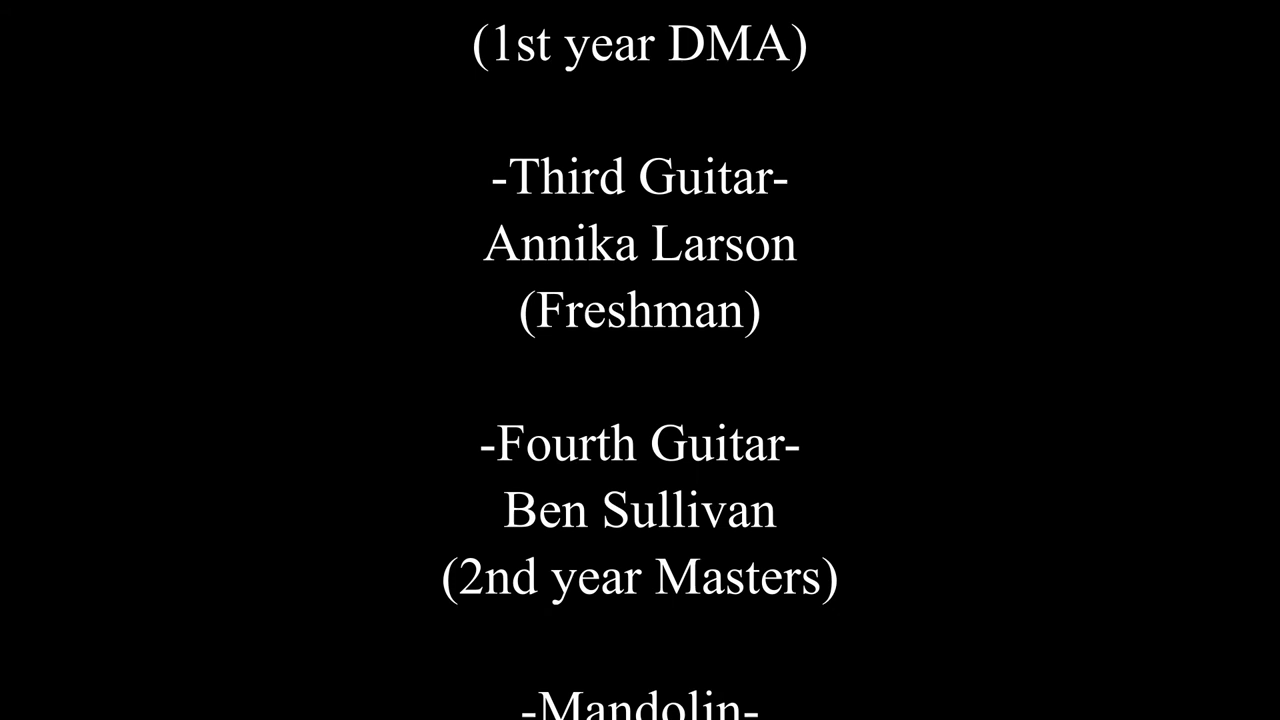 (1st year DMA)
-Third Guitar-
Annika Larson
(Freshman)
-Fourth Guitar-
Ben Sullivan
(2nd year Masters)
-Mandolin-